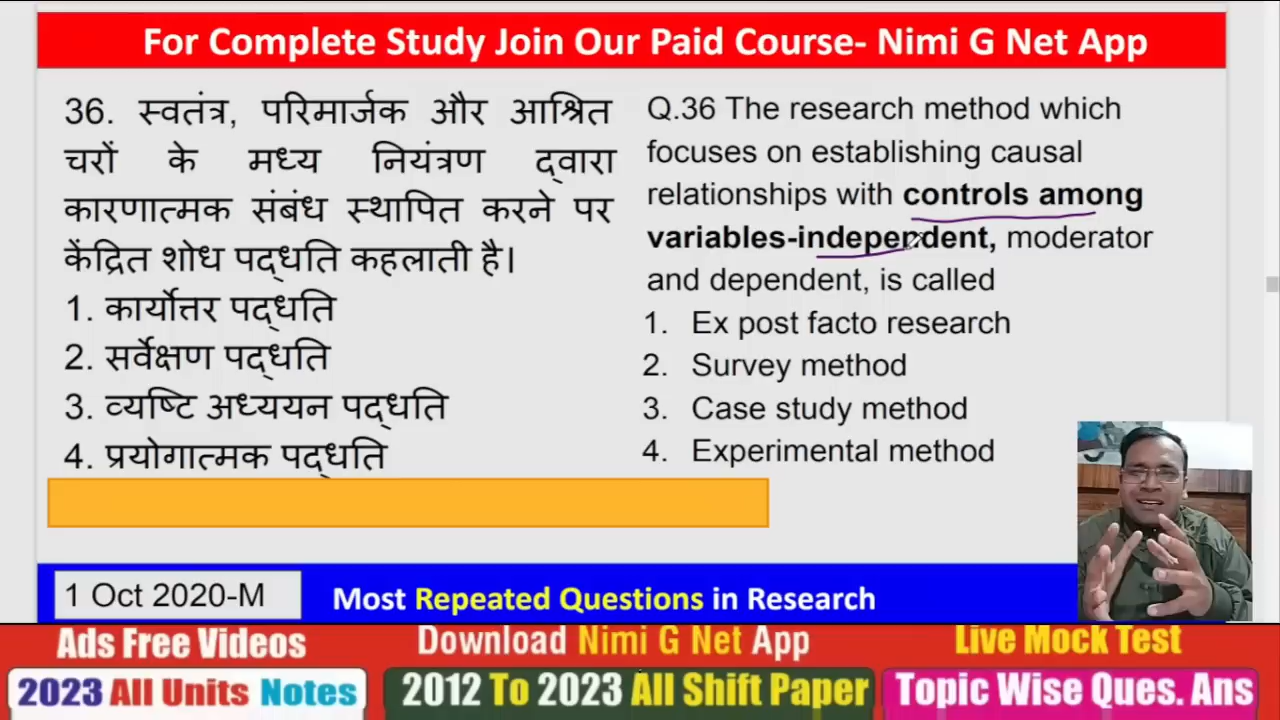 For Complete Study Join Our Paid Course- Nimi G Net App
36. स्वतंत्र, परिमार्जक और आश्रित
चरों के मध्य नियंत्रण द्वारा
कारणात्मक संबंध स्थापित करने पर
केंद्रित शोध पद्धति कहलाती है।
1. कार्योत्तर पद्धति
2. सर्वेक्षण पद्धति
3. व्यष्टि अध्ययन पद्धति
4. प्रयोगात्मक पद्धति
Q.36 The research method which
focuses on establishing causal
relationships with controls among
variables-independent, moderator
and dependent, is called
1. Ex post facto research
2. Survey method
3. Case study method
4. Experimental method
1 Oct 2020-M
Most Repeated Questions in Research
Ads Free Videos
Download Nimi G Net App
Live Mock Test
2023 All Units Notes
2012 To 2023 All Shift Paper
Topic Wise Ques. Ans